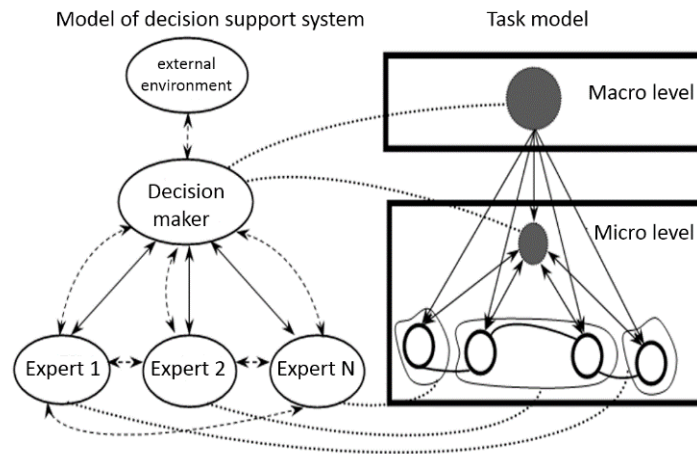 Model of decision support system
Task model
external
environment
Macro level
Decision
maker
Micro level
Expert 1
Expert 2
Expert N